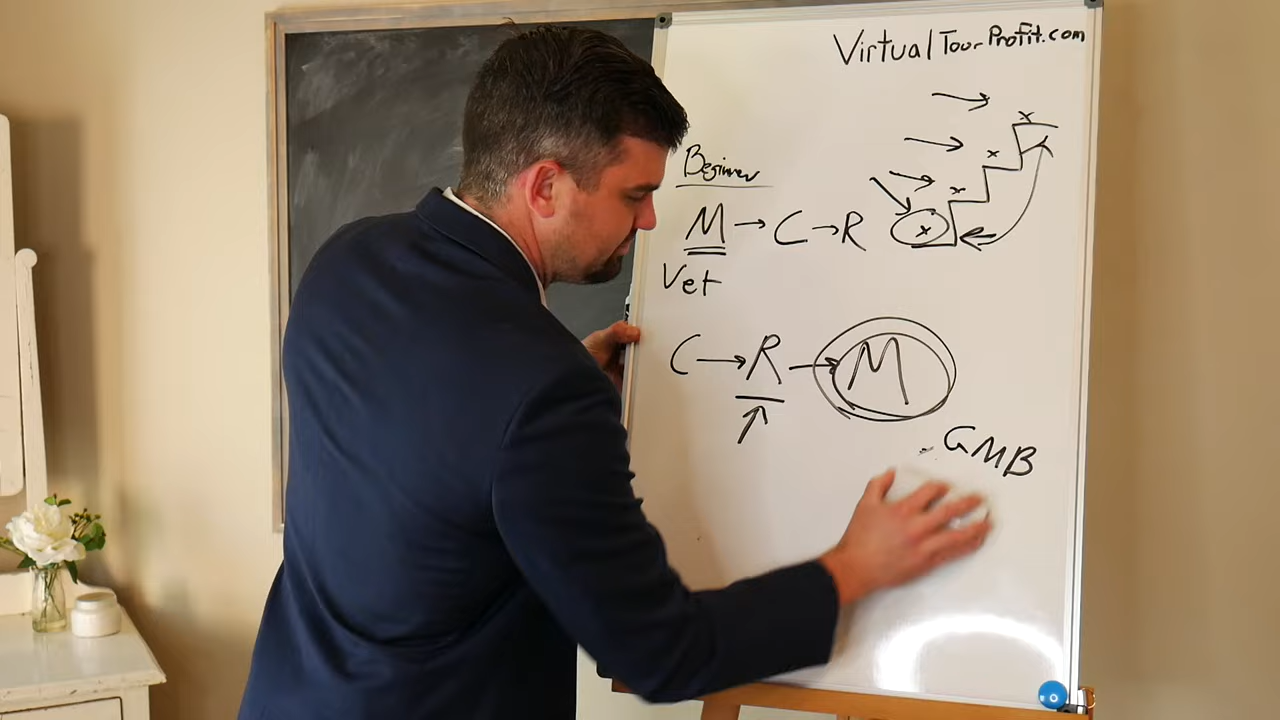 VirtualTourProfit.com
x
x
x
x
Beginner
M → C → R
Vet
C → R → M
GMB